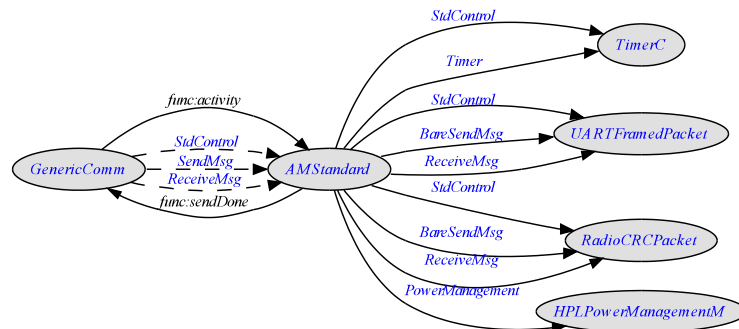 StdControl
TimerC
Timer
func:activity
StdControl
StdControl
BareSendMsg
UARTFramedPacket
SendMsg
ReceiveMsg
GenericComm
AMStandard
ReceiveMsg
StdControl
func:sendDone
BareSendMsg
RadioCRCPacket
ReceiveMsg
PowerManagement
HPLPowerManagementM